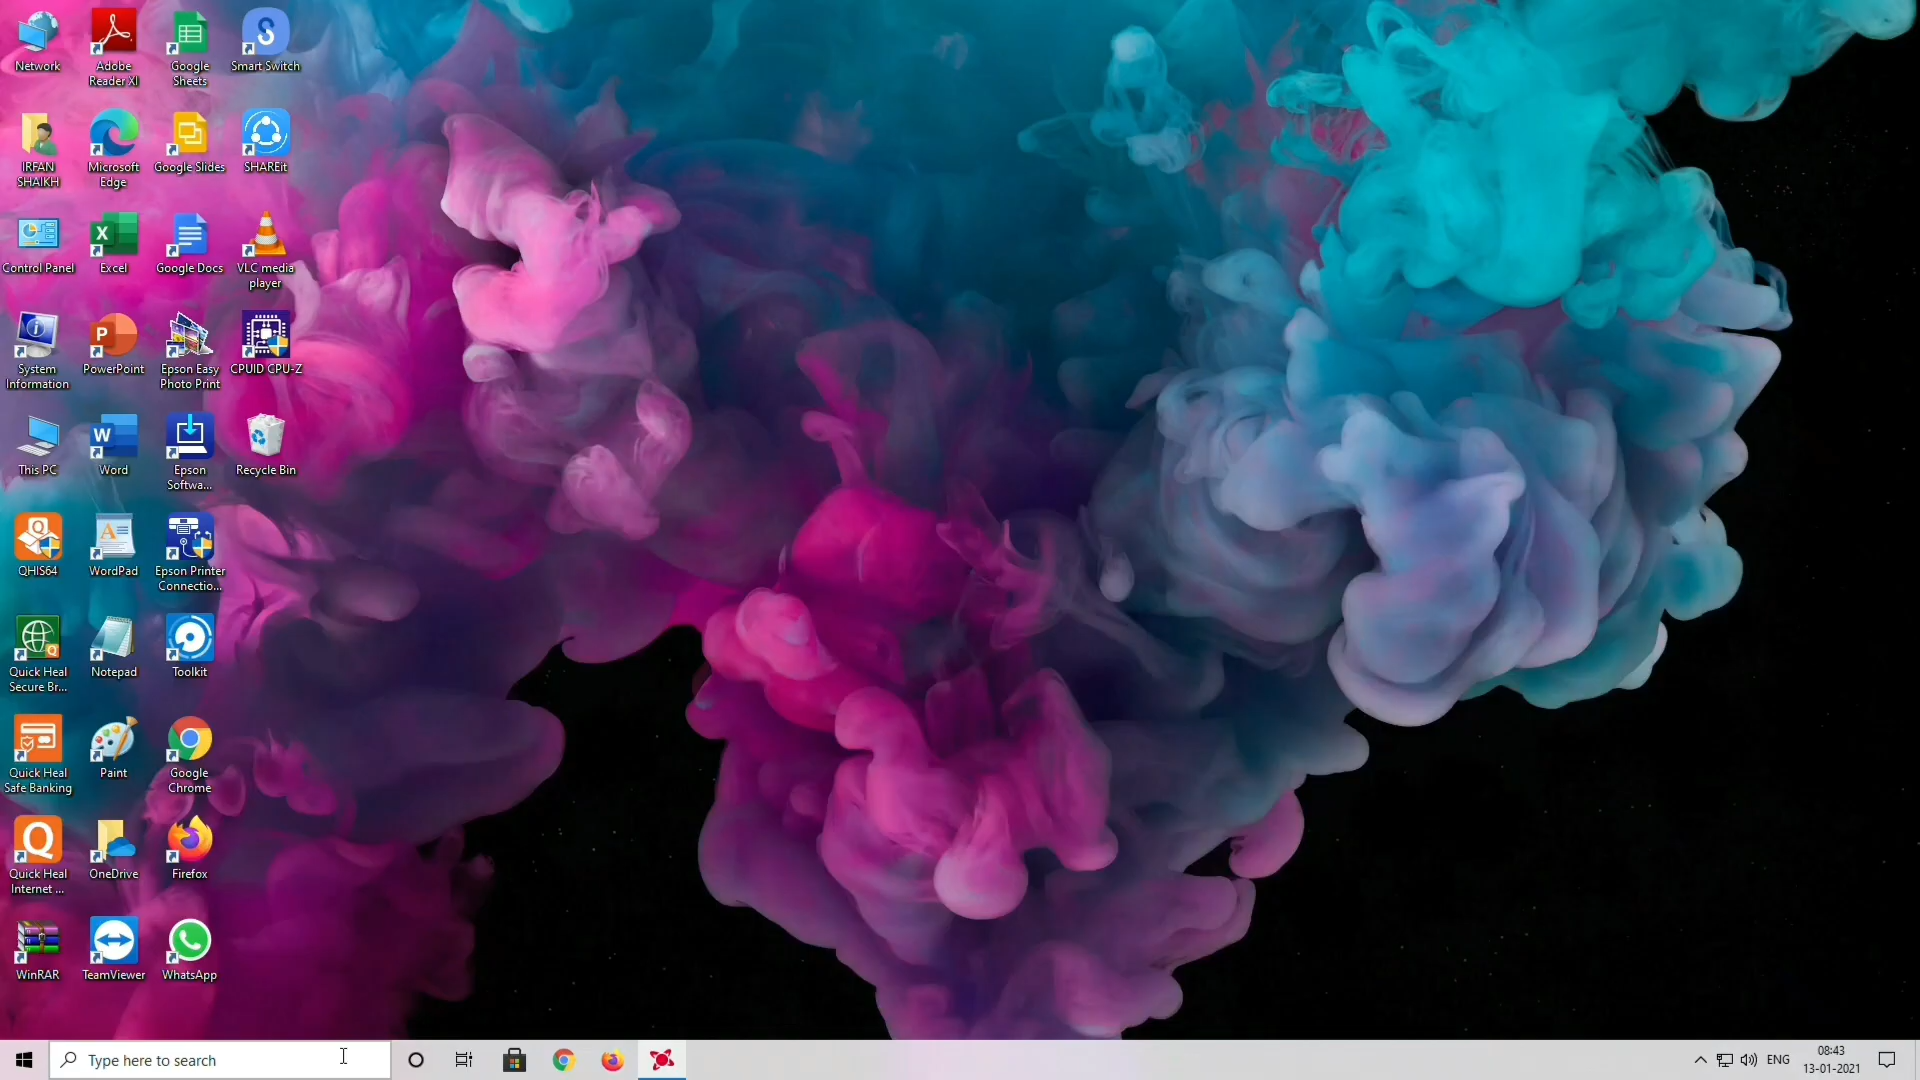 Network
Adobe
Reader XI
Google
Sheets
Smart Switch
IRFAN
SHAIKH
Microsoft
Edge
Google Slides
SHAREit
Control Panel
Excel
Google Docs
VLC media
player
System
Information
PowerPoint
Epson Easy
Photo Print
CPUID CPU-Z
This PC
Word
Epson
Softwa...
Recycle Bin
QHIS64
WordPad
Epson Printer
Connectio...
Quick Heal
Secure Br...
Notepad
Toolkit
Quick Heal
Safe Banking
Paint
Google
Chrome
Quick Heal
Internet ...
OneDrive
Firefox
WinRAR
TeamViewer
WhatsApp
Type here to search
ENG
08:43
13-01-2021